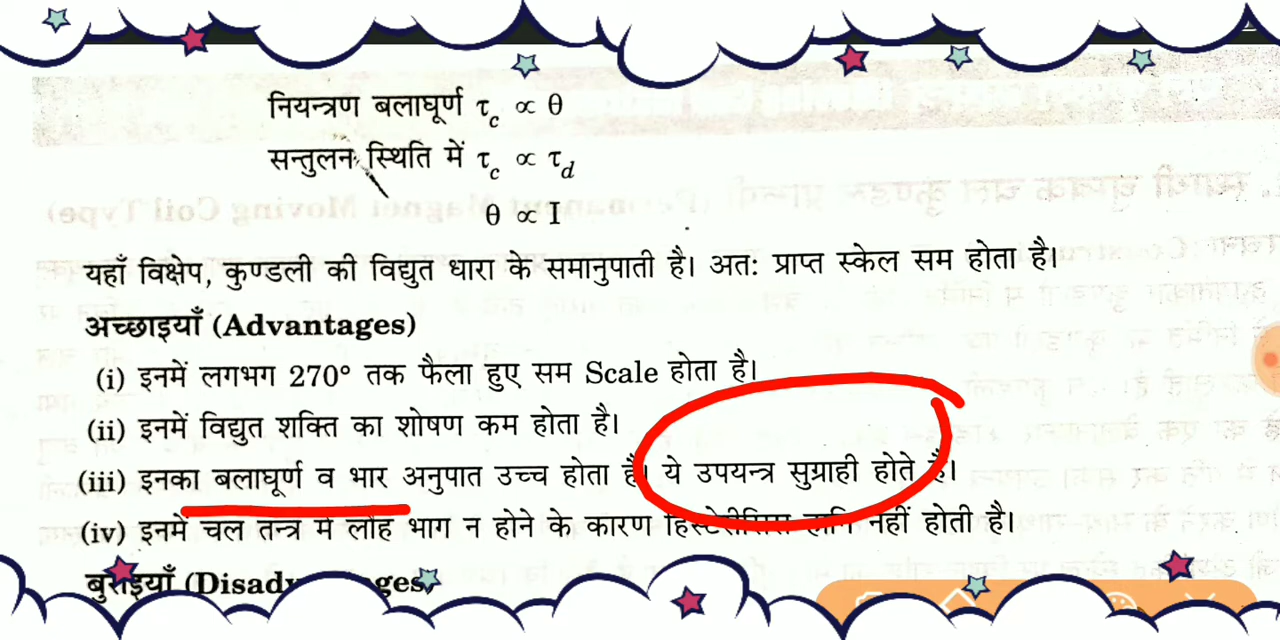 नियन्त्रण बलाघूर्ण τc ∝ θ
सन्तुलन स्थिति में τc ∝ τd
θ ∝ I
यहाँ विक्षेप, कुण्डली की विद्युत धारा के समानुपाती है। अत: प्राप्त स्केल सम होता है।
अच्छाइयाँ (Advantages)
(i) इनमें लगभग 270° तक फैला हुए सम Scale होता है।
(ii) इनमें विद्युत शक्ति का शोषण कम होता है।
(iii) इनका बलाघूर्ण व भार अनुपात उच्च होता है। ये उपयन्त्र सुग्राही होते है।
(iv) इनमें चल तन्त्र में लौह भाग न होने के कारण हिस्टेरीसिस हानि नहीं होती है।
बुराइयाँ (Disadvantages)